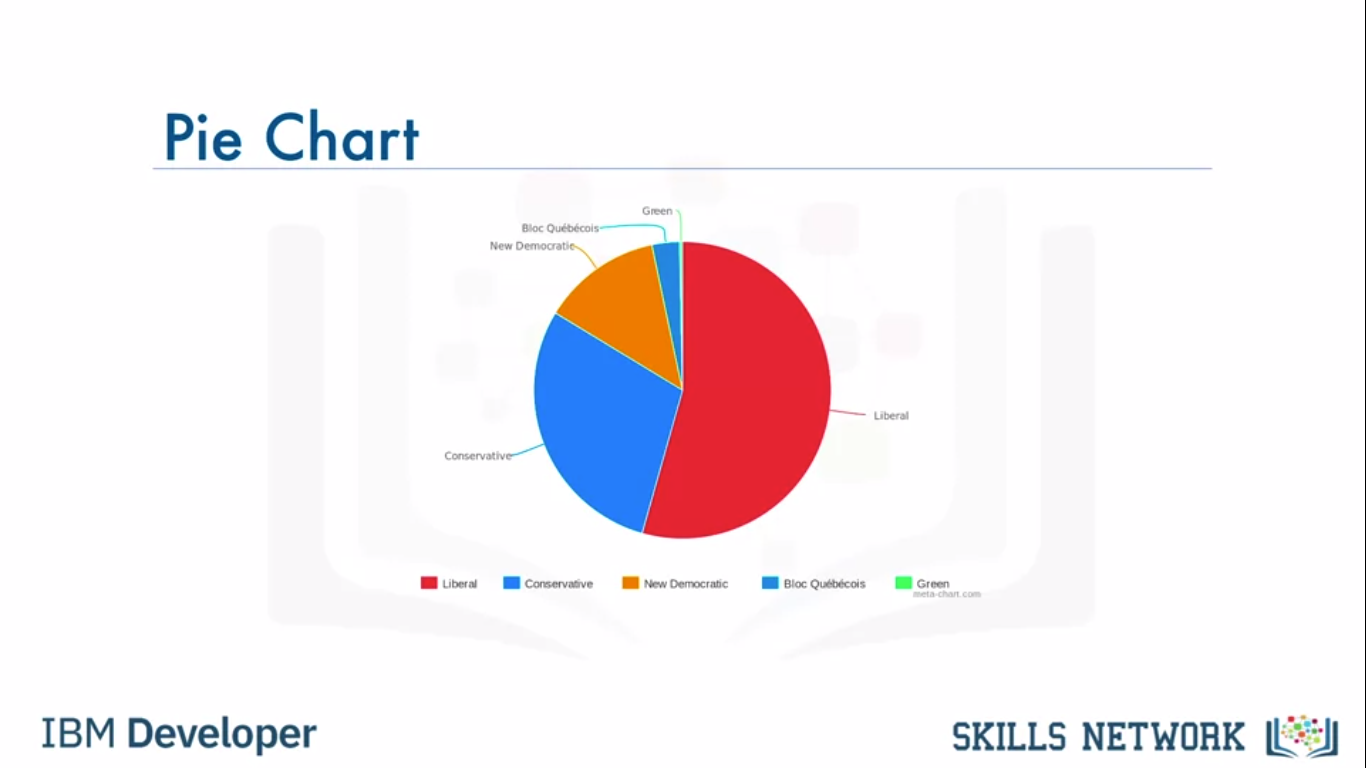 Pie Chart
Green
Bloc Québécois
New Democratic
Liberal
Conservative
Liberal Conservative New Democratic Bloc Québécois Green
meta-chart.com
IBM Developer
SKILLS NETWORK